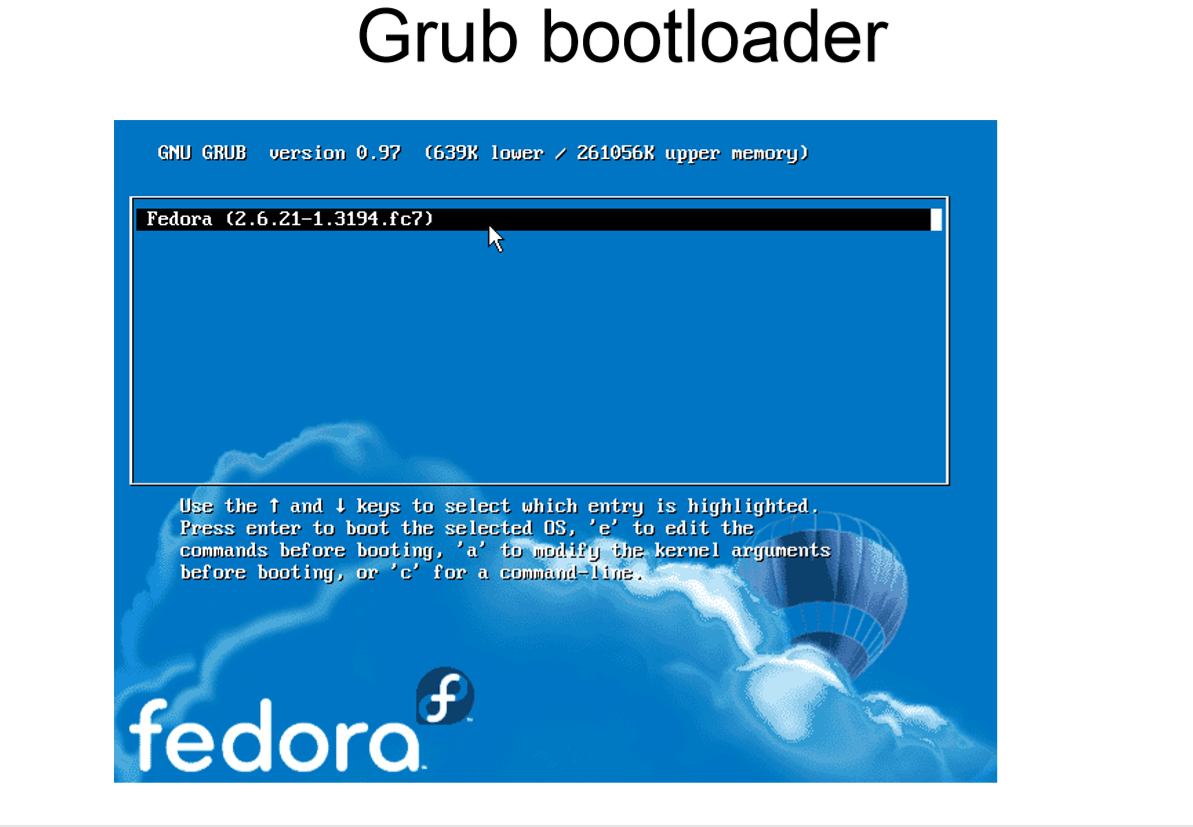 Grub bootloader
GNU GRUB version 0.97 (639K lower / 261056K upper memory)
Fedora (2.6.21-1.3194.fc7)
Use the ↑ and ↓ keys to select which entry is highlighted.
Press enter to boot the selected OS, 'e' to edit the
commands before booting, 'a' to modify the kernel arguments
before booting, or 'c' for a command-line.
fedora™